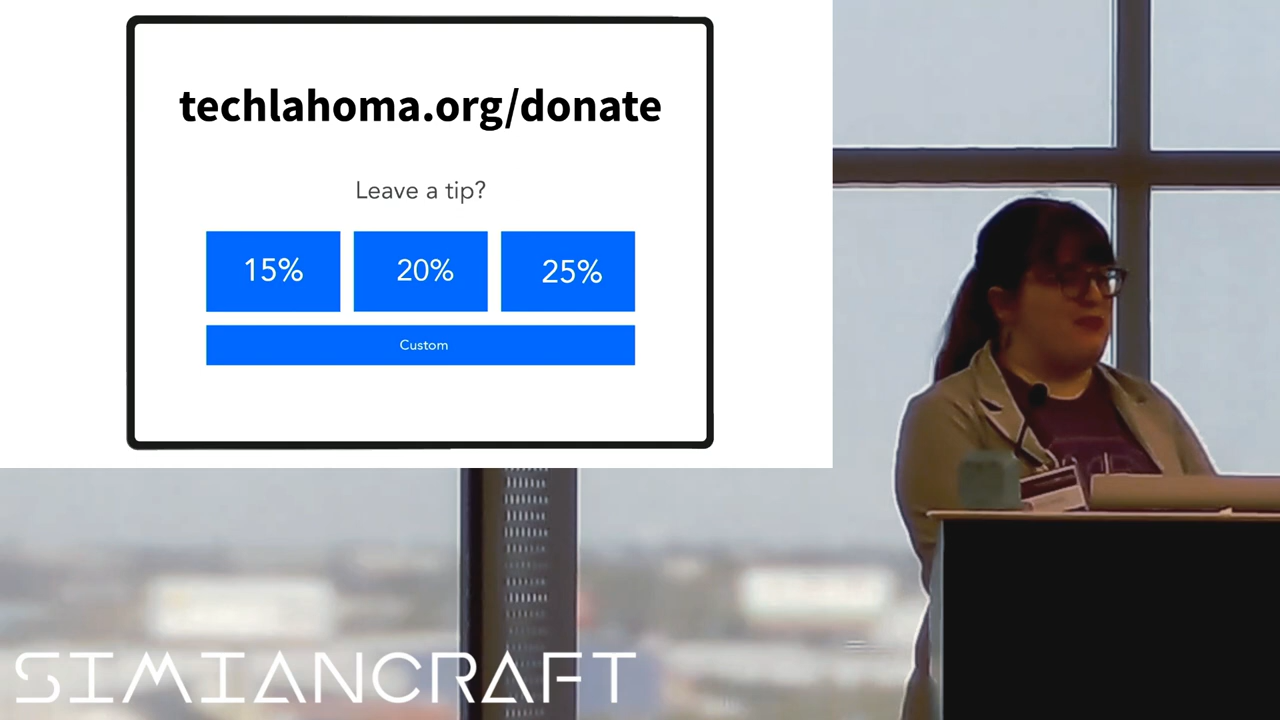 techlahoma.org/donate
Leave a tip?
15% 20% 25%
Custom
SIMIANCRAFT